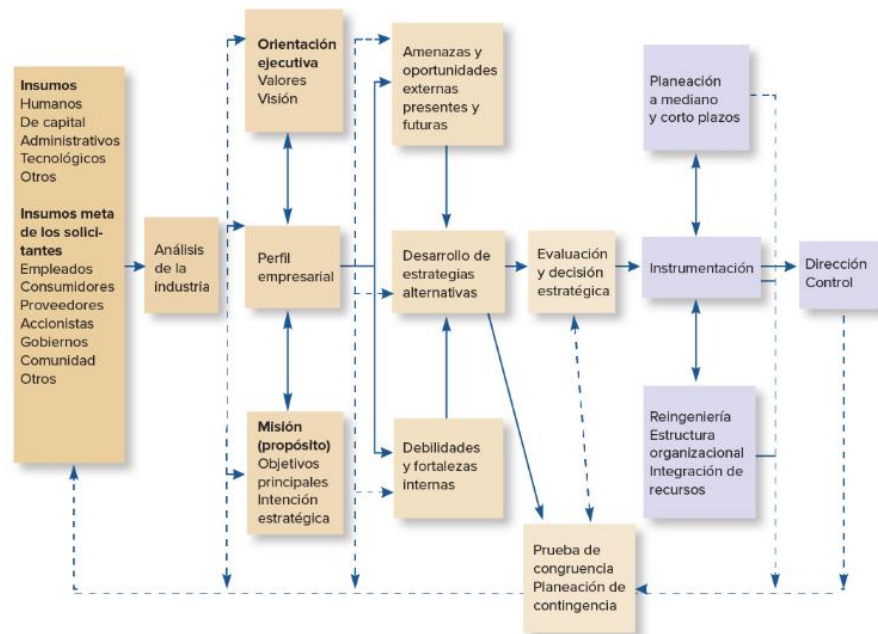 Insumos
Humanos
De capital
Administrativos
Tecnológicos
Otros
Insumos meta
de los solici-
tantes
Empleados
Consumidores
Proveedores
Accionistas
Gobiernos
Comunidad
Otros
Análisis
de la
industria
Orientación
ejecutiva
Valores
Visión
Perfil
empresarial
Misión
(propósito)
Objetivos
principales
Intención
estratégica
Amenazas y
oportunidades
externas
presentes y
futuras
Desarrollo de
estrategias
alternativas
Debilidades
y fortalezas
internas
Evaluación
y decisión
estratégica
Prueba de
congruencia
Planeación de
contingencia
Planeación
a mediano
y corto plazos
Instrumentación
Reingeniería
Estructura
organizacional
Integración de
recursos
Dirección
Control